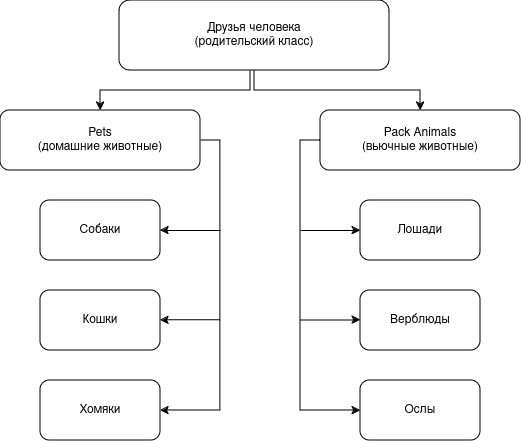 Друзья человека
(родительский класс)
Pets
(домашние животные)
Pack Animals
(вьючные животные)
Собаки
Лошади
Кошки
Верблюды
Хомяки
Ослы